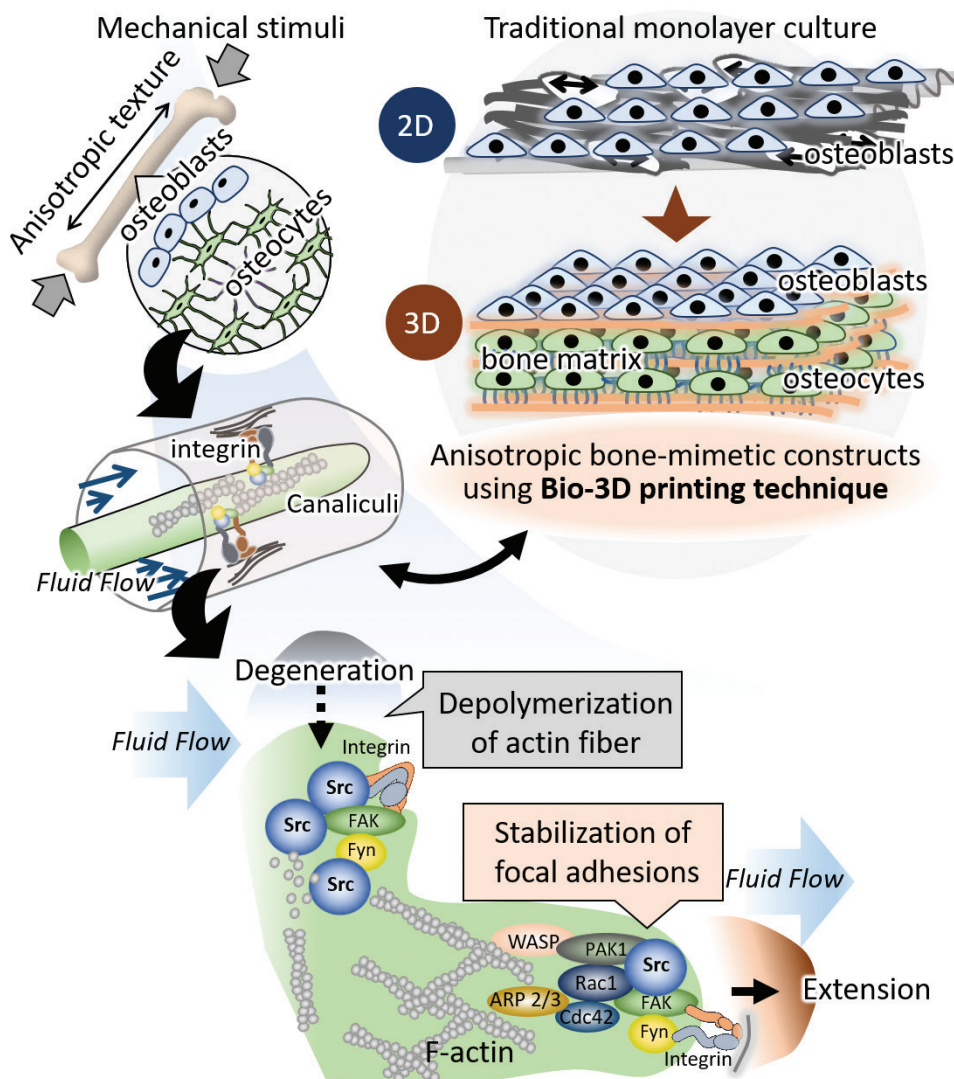 Mechanical stimuli
Anisotropic texture
osteoblasts
osteocytes
Traditional monolayer culture
2D
osteoblasts
3D
osteoblasts
bone matrix
osteocytes
Anisotropic bone-mimetic constructs
using Bio-3D printing technique
integrin
Canaliculi
Fluid Flow
Degeneration
Depolymerization
of actin fiber
Fluid Flow
Integrin
Src
Src
FAK
Fyn
Src
Stabilization of
focal adhesions
Fluid Flow
WASP
PAK1
Src
Rac1
ARP 2/3
FAK
Cdc42
Fyn
Extension
F-actin
Integrin